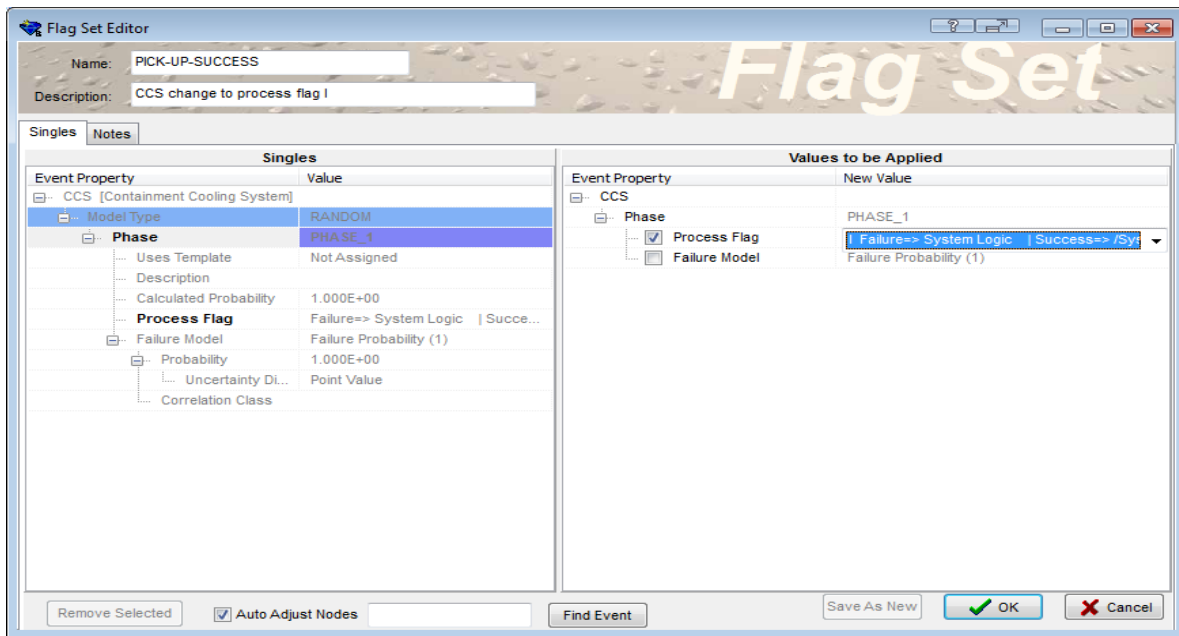 Flag Set Editor
Name: PICK-UP-SUCCESS
Flag Set
Description: CCS change to process flag I
Singles Notes
Singles Values to be Applied
Event Property Value Event Property New Value
CCS [Containment Cooling System] CCS
Model Type RANDOM Phase PHASE_1
Phase PHASE_1 Process Flag I Failure=> System Logic | Success=> /Sys
Uses Template Not Assigned Failure Model Failure Probability (1)
Description
Calculated Probability 1.000E+00
Process Flag Failure=> System Logic | Succe...
Failure Model Failure Probability (1)
Probability 1.000E+00
Uncertainty Di... Point Value
Correlation Class
Remove Selected Auto Adjust Nodes Find Event Save As New OK Cancel